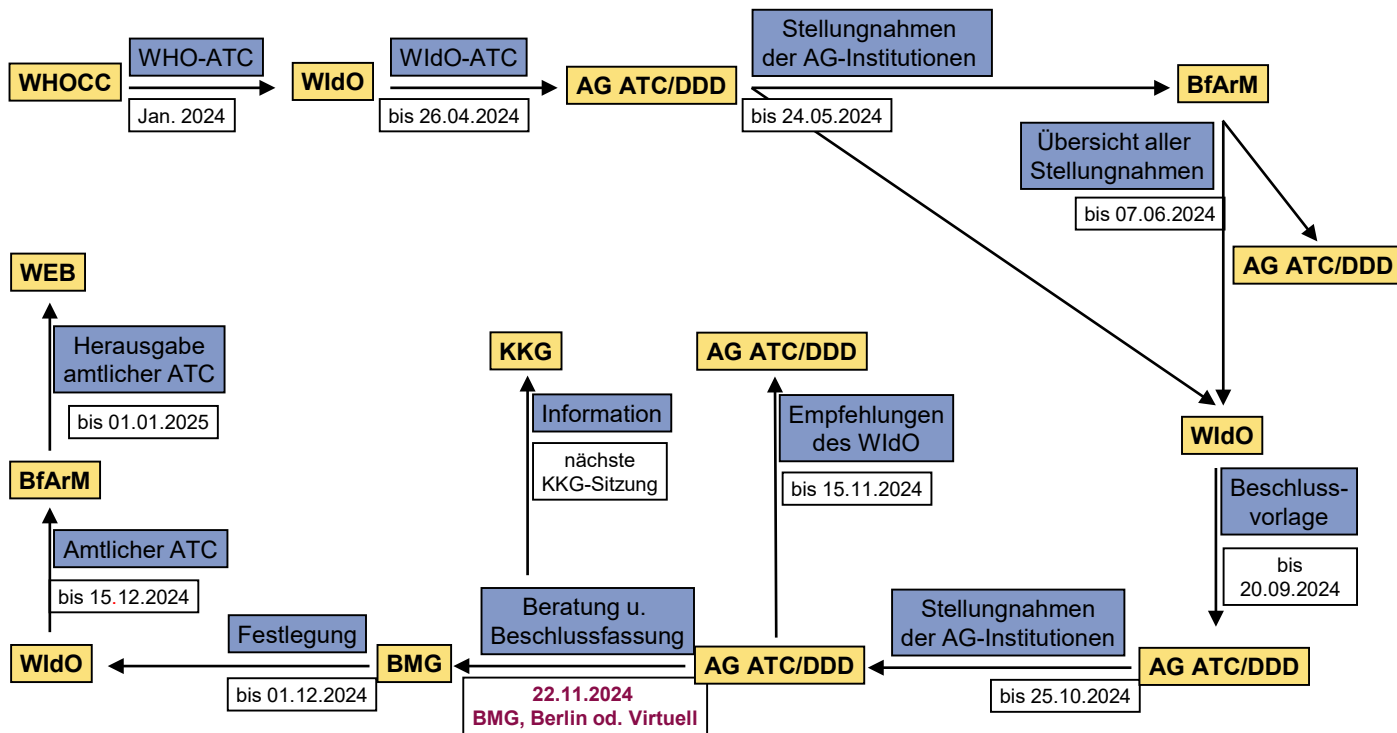 WHOCC
WHO-ATC
Jan. 2024
WIdO
WIdO-ATC
bis 26.04.2024
AG ATC/DDD
Stellungnahmen
der AG-Institutionen
bis 24.05.2024
BfArM
Übersicht aller
Stellungnahmen
bis 07.06.2024
AG ATC/DDD
WIdO
Beschluss-
vorlage
bis
20.09.2024
AG ATC/DDD
Stellungnahmen
der AG-Institutionen
bis 25.10.2024
AG ATC/DDD
Empfehlungen
des WIdO
bis 15.11.2024
AG ATC/DDD
Beratung u.
Beschlussfassung
22.11.2024
BMG, Berlin od. Virtuell
KKG
Information
nächste
KKG-Sitzung
BMG
Festlegung
bis 01.12.2024
WIdO
Amtlicher ATC
bis 15.12.2024
BfArM
Herausgabe
amtlicher ATC
bis 01.01.2025
WEB